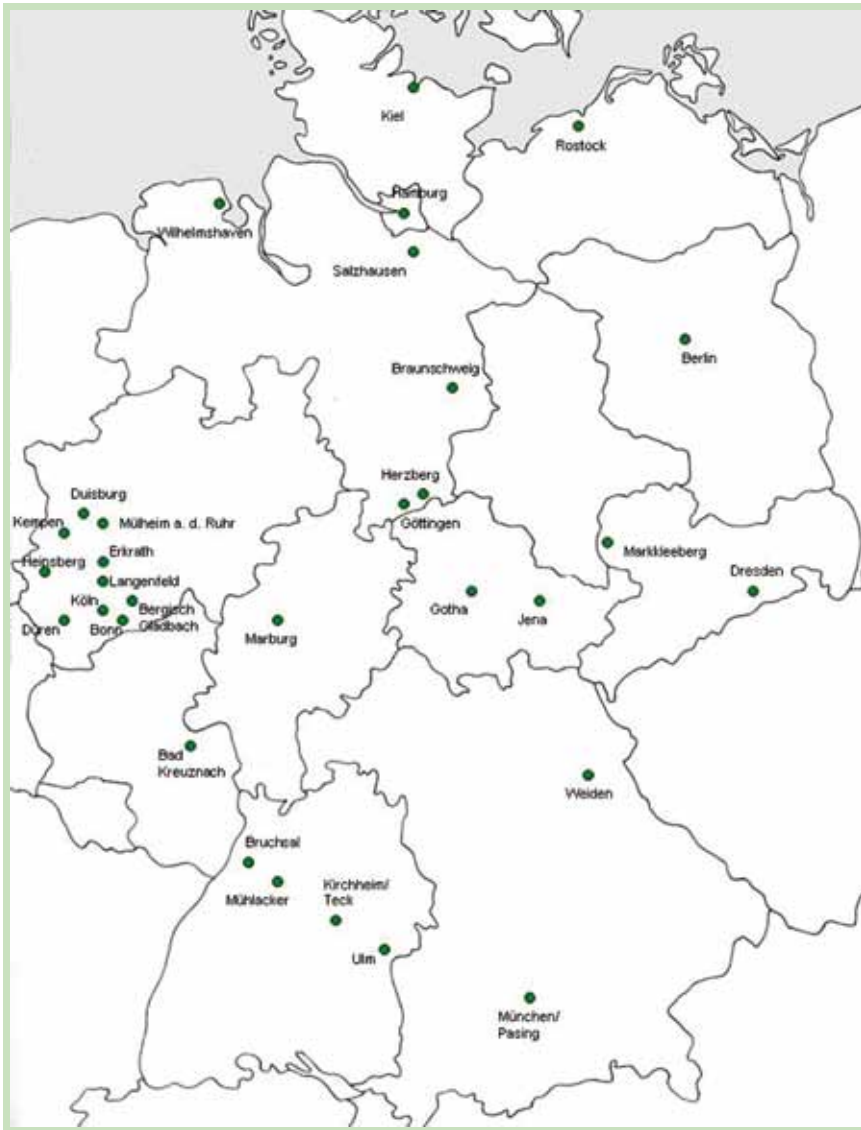 Kiel
Rostock
Hamburg
Wilhelmshaven
Salzhausen
Berlin
Braunschweig
Herzberg
Duisburg
Göttingen
Kempen
Mülheim a. d. Ruhr
Markkleeberg
Erkrath
Heinsberg
Langenfeld
Dresden
Köln
Gotha
Jena
Bergisch
Gladbach
Düren
Bonn
Marburg
Bad
Kreuznach
Weiden
Bruchsal
Kirchheim/
Teck
Mühlacker
Ulm
München/
Pasing